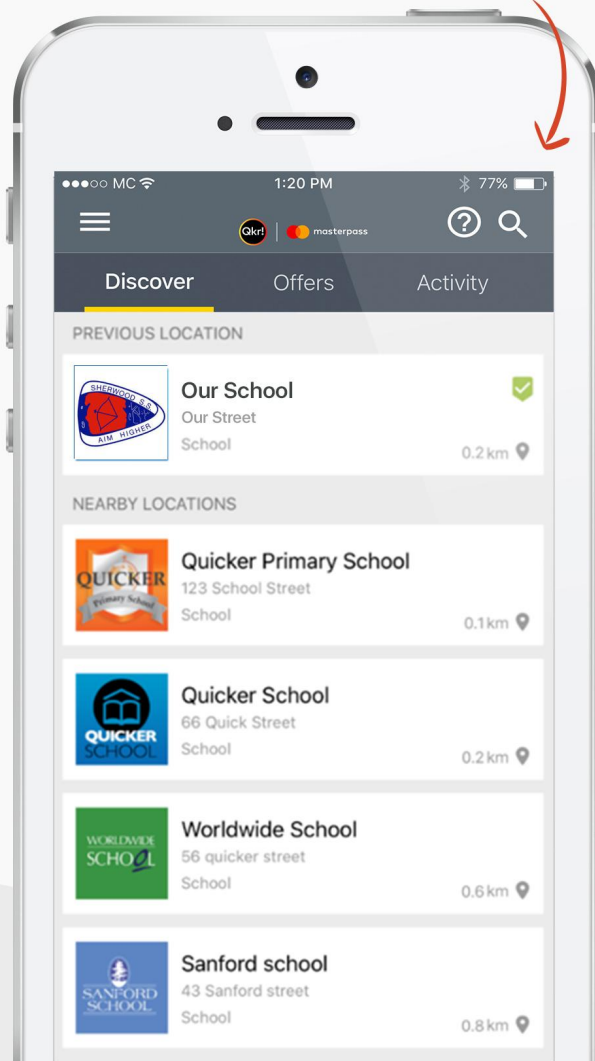 MC
1:20 PM
77%
Qkr!
masterpass
Discover
Offers
Activity
PREVIOUS LOCATION
SHERWOOD S.S.
AIM HIGHER
Our School
Our Street
School
0.2 km
NEARBY LOCATIONS
QUICKER
Primary School
Quicker Primary School
123 School Street
School
0.1 km
QUICKER
SCHOOL
Quicker School
66 Quick Street
School
0.2 km
WORLDWIDE
SCHOOL
Worldwide School
56 quicker street
School
0.6 km
SANFORD
SCHOOL
Sanford school
43 Sanford street
School
0.8 km